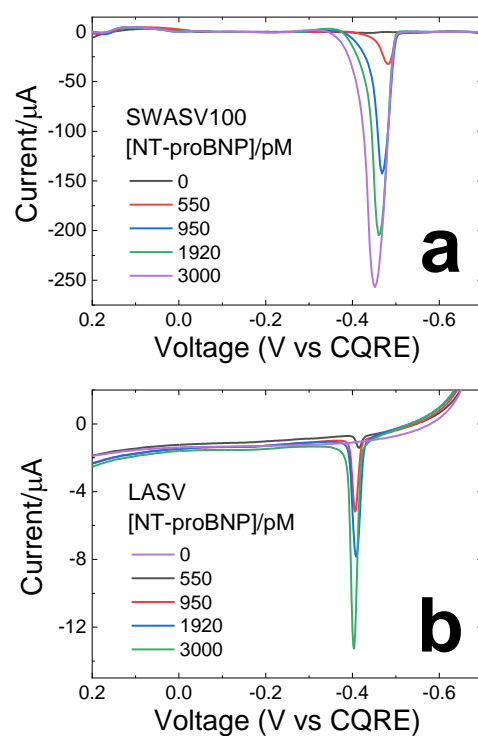 0
-50
-100
-150
-200
-250
Current/μA
SWASV100
[NT-proBNP]/pM
0
550
950
1920
3000
a
0.2 0.0 -0.2 -0.4 -0.6
Voltage (V vs CQRE)
0
-4
-8
-12
Current/μA
LASV
[NT-proBNP]/pM
0
550
950
1920
3000
b
0.2 0.0 -0.2 -0.4 -0.6
Voltage (V vs CQRE)